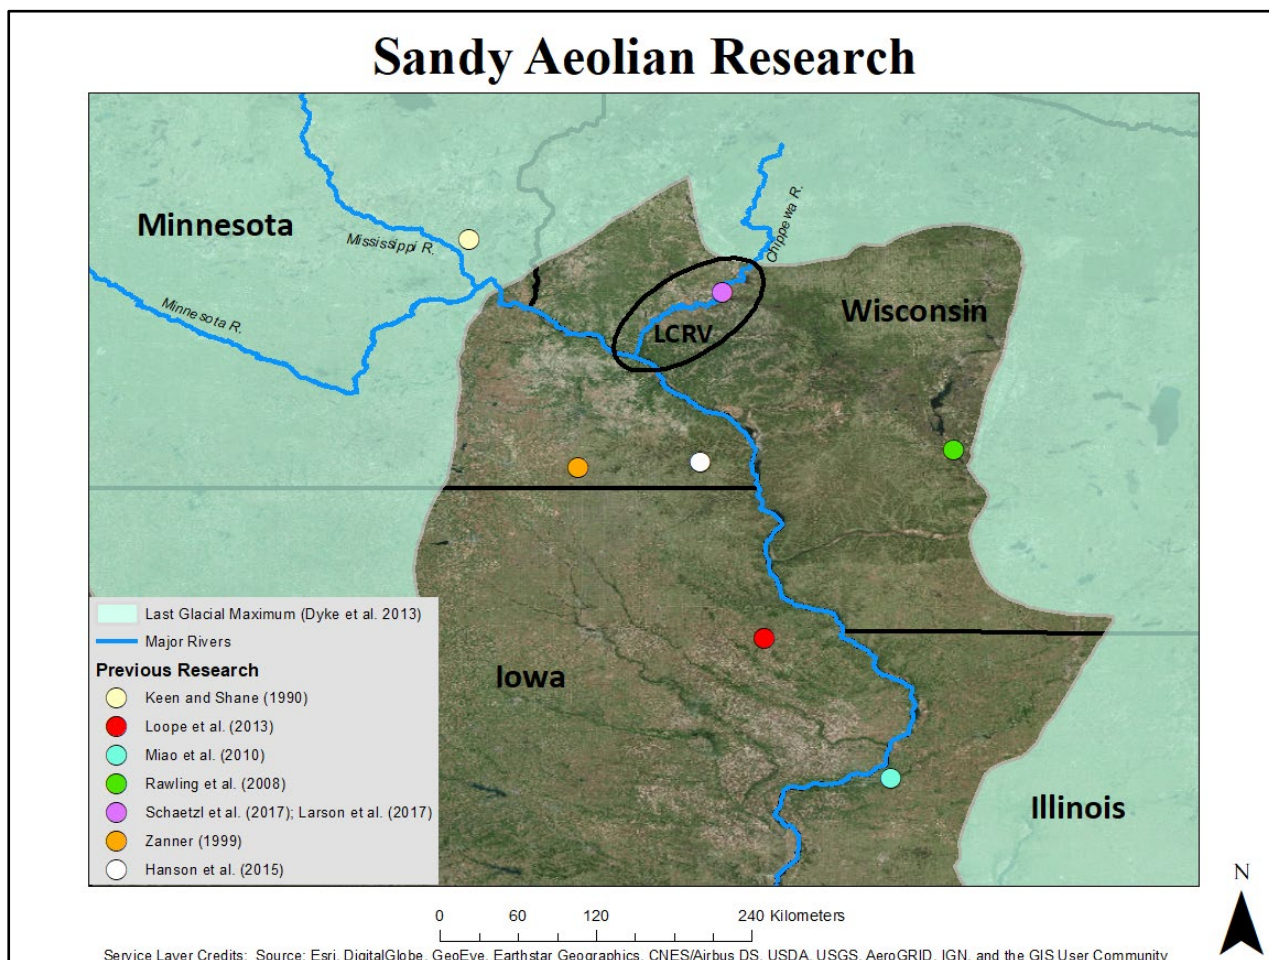 Sandy Aeolian Research
Minnesota
Mississippi R.
Minnesota R.
Chippewa R.
Wisconsin
LCRV
Iowa
Illinois
Last Glacial Maximum (Dyke et al. 2013)
Major Rivers
Previous Research
Keen and Shane (1990)
Loope et al. (2013)
Miao et al. (2010)
Rawling et al. (2008)
Schaetzl et al. (2017); Larson et al. (2017)
Zanner (1999)
Hanson et al. (2015)
N
0 60 120 240 Kilometers
Service Layer Credits: Source: Esri, DigitalGlobe, GeoEye, Earthstar Geographics, CNES/Airbus DS, USDA, USGS, AeroGRID, IGN, and the GIS User Community